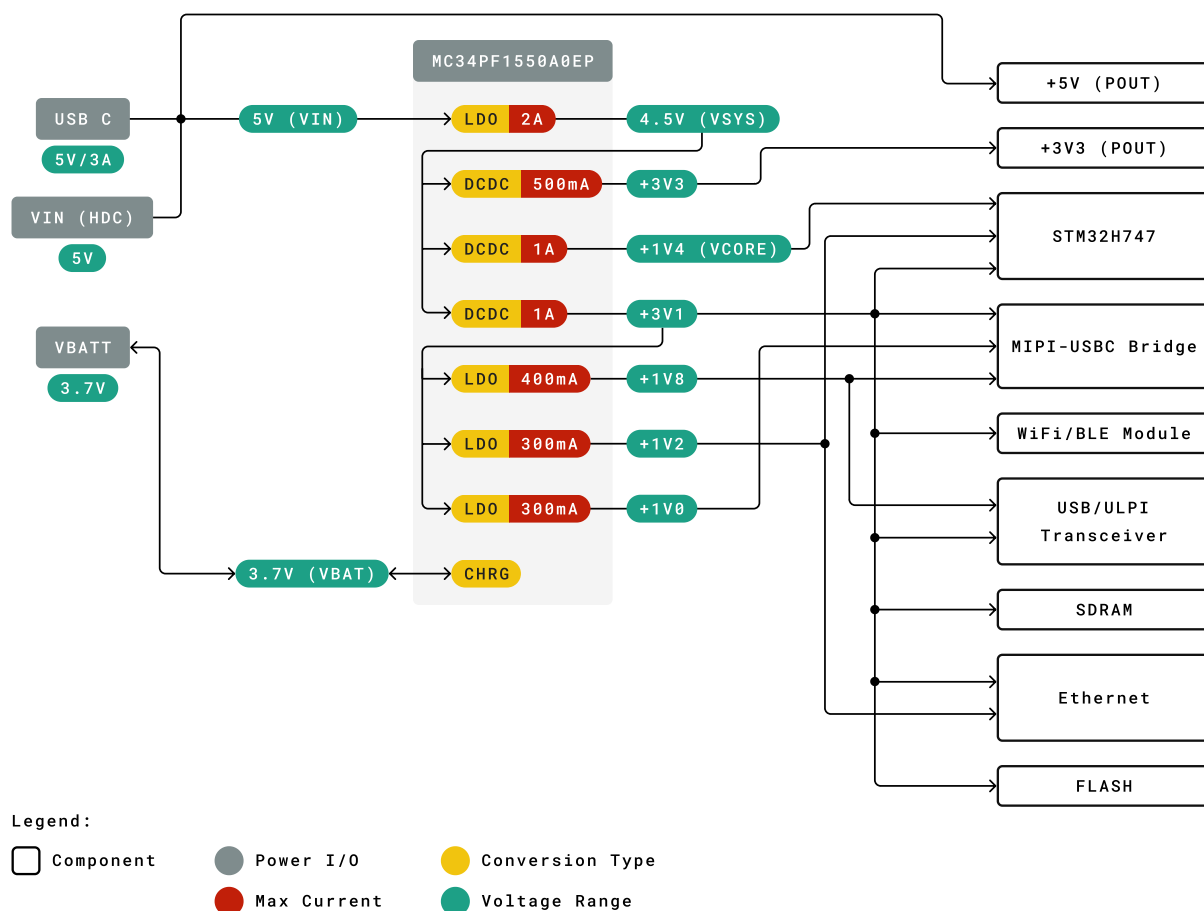 MC34PF1550A0EP
+5V (POUT)
USB C
5V (VIN)
LDO 2A
4.5V (VSYS)
5V/3A
+3V3 (POUT)
DCDC 500mA
+3V3
VIN (HDC)
5V
DCDC 1A
+1V4 (VCORE)
STM32H747
DCDC 1A
+3V1
VBATT
3.7V
MIPI-USBC Bridge
LDO 400mA
+1V8
WiFi/BLE Module
LDO 300mA
+1V2
LDO 300mA
+1V0
USB/ULPI
Transceiver
3.7V (VBAT)
CHRG
SDRAM
Ethernet
FLASH
Legend:
Component
Power I/O
Conversion Type
Max Current
Voltage Range